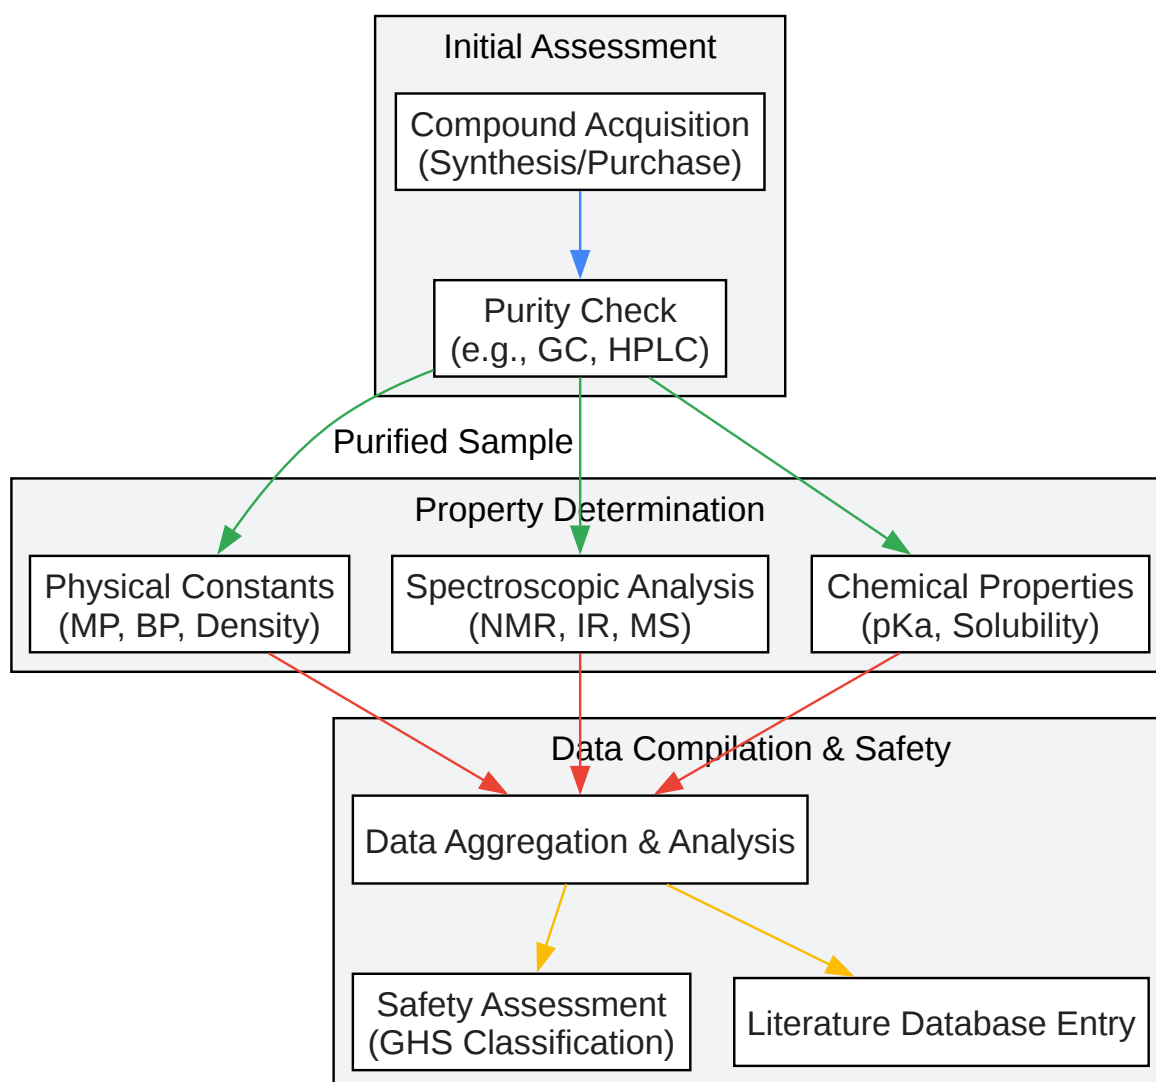 Initial Assessment
Compound Acquisition
(Synthesis/Purchase)
Purity Check
(e.g., GC, HPLC)
Purified Sample
Property Determination
Physical Constants
(MP, BP, Density)
Spectroscopic Analysis
(NMR, IR, MS)
Chemical Properties
(pKa, Solubility)
Data Compilation & Safety
Data Aggregation & Analysis
Safety Assessment
(GHS Classification)
Literature Database Entry